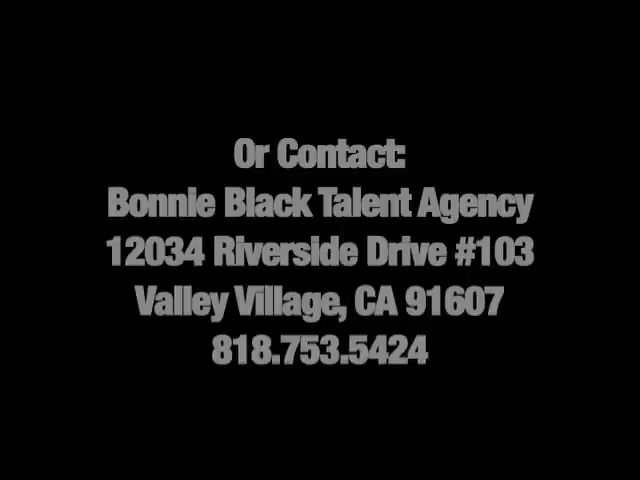 Or Contact:
Bonnie Black Talent Agency
12034 Riverside Drive #103
Valley Village, CA 91607
818.753.5424